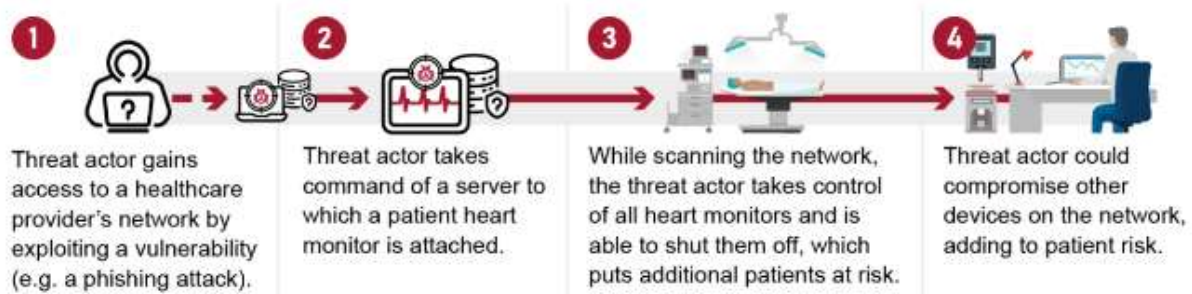 1
Threat actor gains
access to a healthcare
provider's network by
exploiting a vulnerability
(e.g. a phishing attack).
2
Threat actor takes
command of a server to
which a patient heart
monitor is attached.
3
While scanning the network,
the threat actor takes control
of all heart monitors and is
able to shut them off, which
puts additional patients at risk.
4
Threat actor could
compromise other
devices on the network,
adding to patient risk.